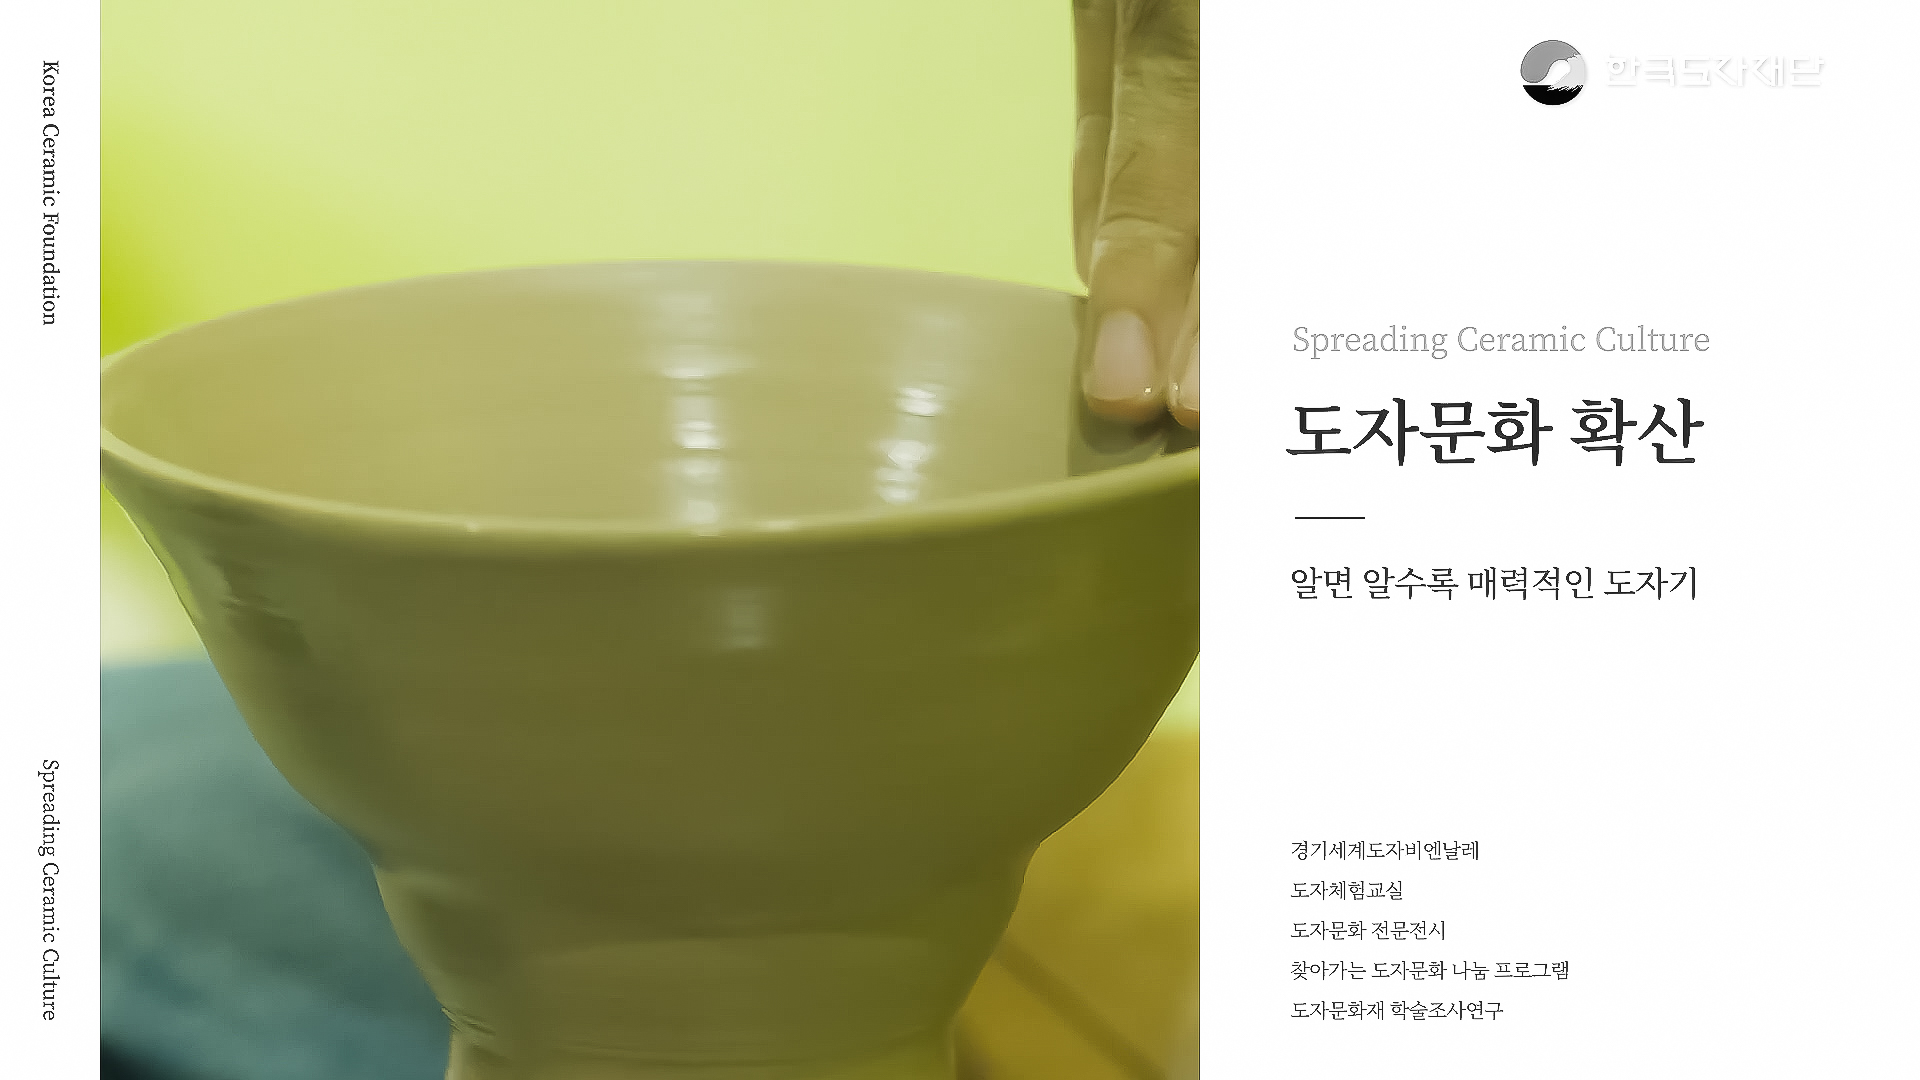 Korea Ceramic Foundation
Spreading Ceramic Culture
한국도자재단
Spreading Ceramic Culture
도자문화 확산
알면 알수록 매력적인 도자기
경기세계도자비엔날레
도자체험교실
도자문화 전문전시
찾아가는 도자문화 나눔 프로그램
도자문화재 학술조사연구